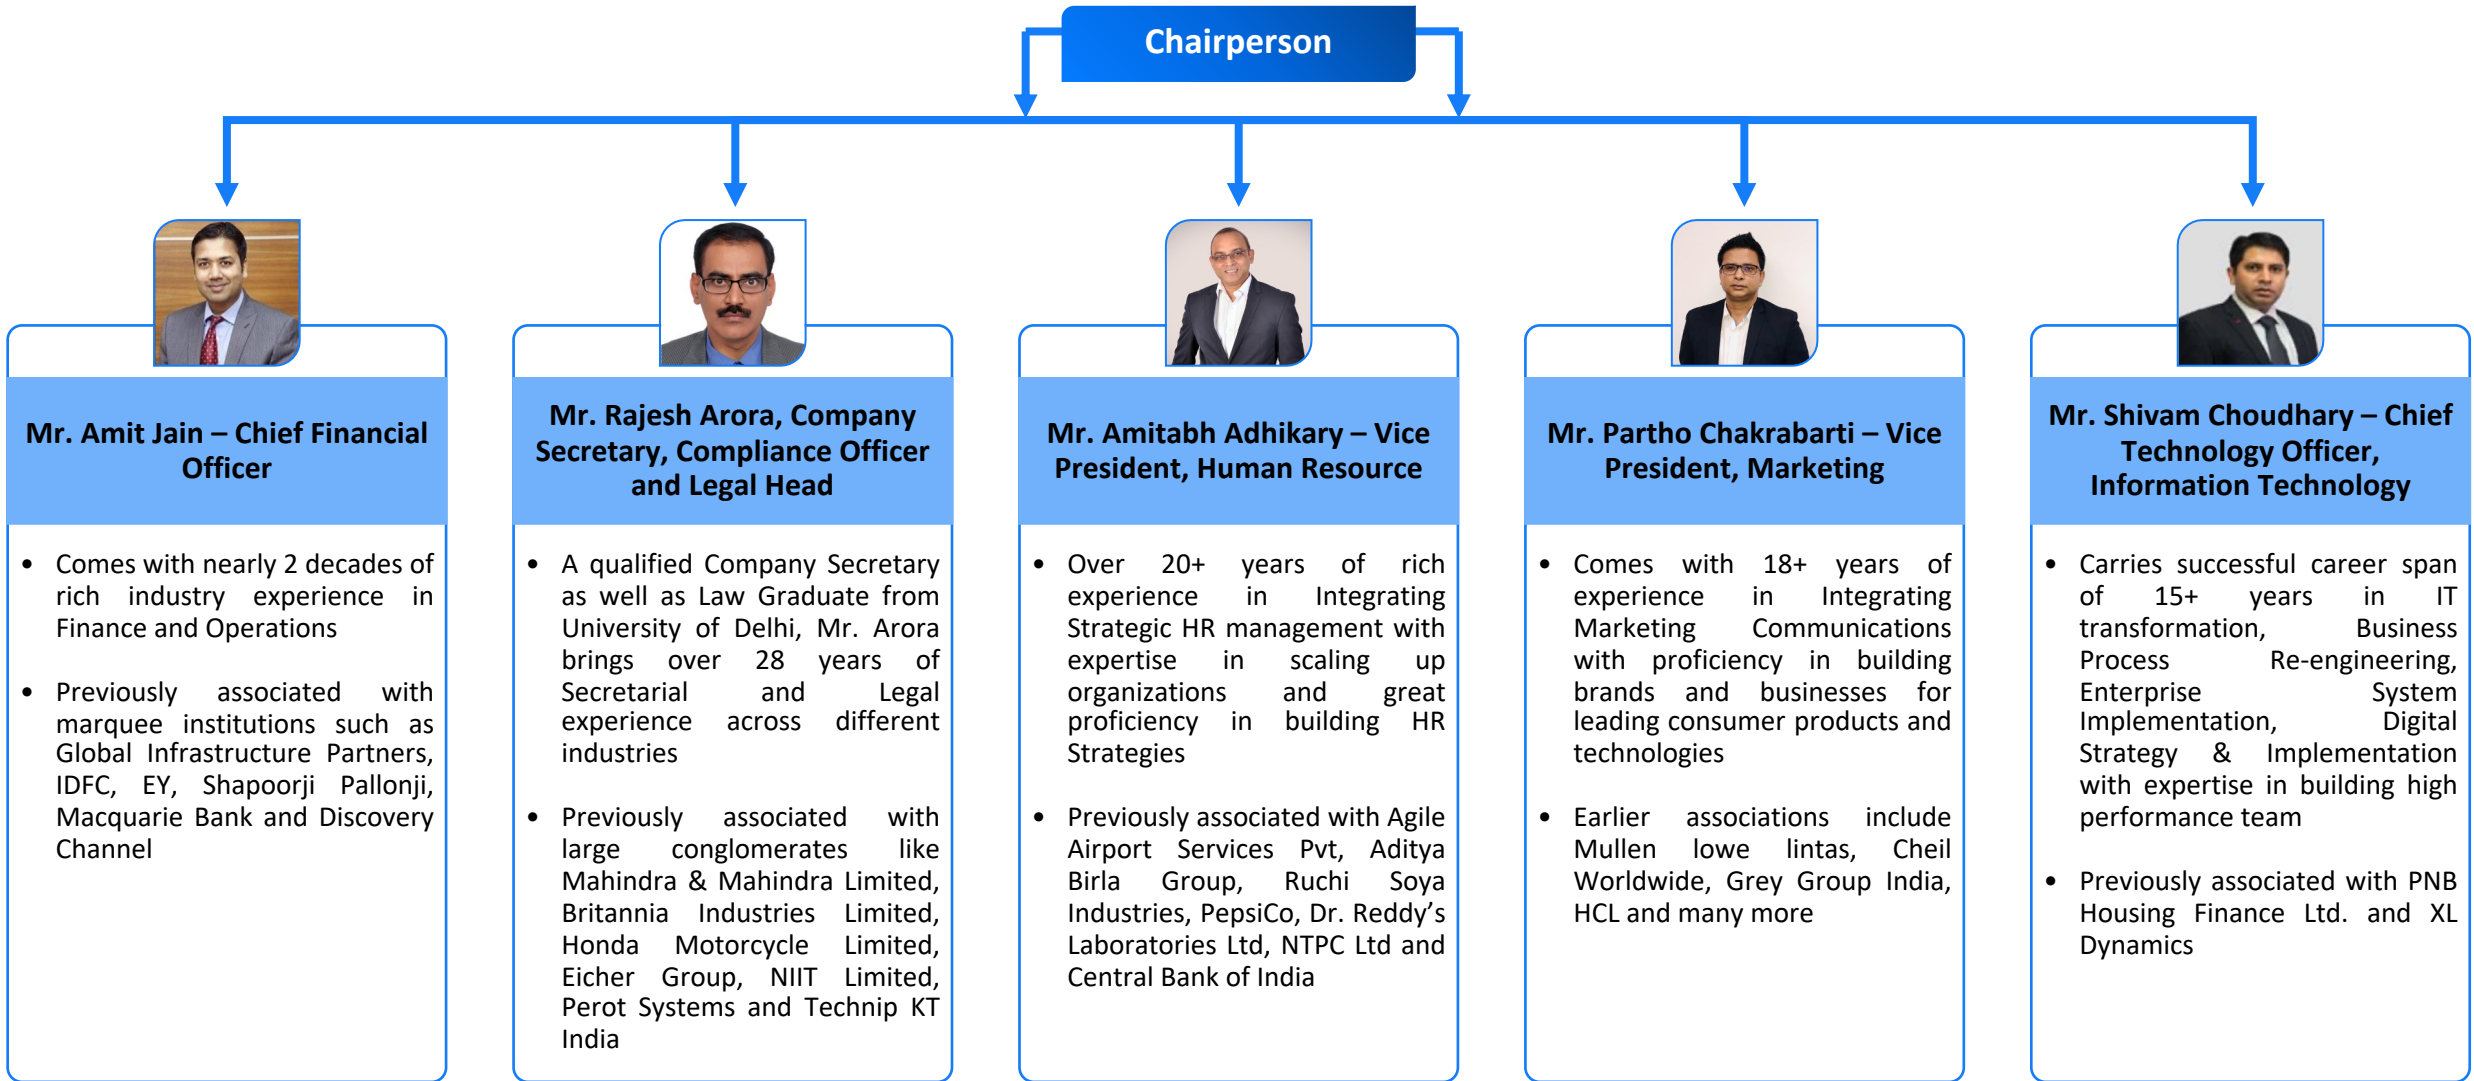 Chairperson
Mr. Amit Jain – Chief Financial
Officer
• Comes with nearly 2 decades of
rich industry experience in
Finance and Operations
• Previously associated with
marquee institutions such as
Global Infrastructure Partners,
IDFC, EY, Shapoorji Pallonji,
Macquarie Bank and Discovery
Channel
Mr. Rajesh Arora, Company
Secretary, Compliance Officer
and Legal Head
• A qualified Company Secretary
as well as Law Graduate from
University of Delhi, Mr. Arora
brings over 28 years of
Secretarial and Legal
experience across different
industries
• Previously associated with
large conglomerates like
Mahindra & Mahindra Limited,
Britannia Industries Limited,
Honda Motorcycle Limited,
Eicher Group, NIIT Limited,
Perot Systems and Technip KT
India
Mr. Amitabh Adhikary – Vice
President, Human Resource
• Over 20+ years of rich
experience in Integrating
Strategic HR management with
expertise in scaling up
organizations and great
proficiency in building HR
Strategies
• Previously associated with Agile
Airport Services Pvt, Aditya
Birla Group, Ruchi Soya
Industries, PepsiCo, Dr. Reddy’s
Laboratories Ltd, NTPC Ltd and
Central Bank of India
Mr. Partho Chakrabarti – Vice
President, Marketing
• Comes with 18+ years of
experience in Integrating
Marketing Communications
with proficiency in building
brands and businesses for
leading consumer products and
technologies
• Earlier associations include
Mullen lowe lintas, Cheil
Worldwide, Grey Group India,
HCL and many more
Mr. Shivam Choudhary – Chief
Technology Officer,
Information Technology
• Carries successful career span
of 15+ years in IT
transformation, Business
Process Re-engineering,
Enterprise System
Implementation, Digital
Strategy & Implementation
with expertise in building high
performance team
• Previously associated with PNB
Housing Finance Ltd. and XL
Dynamics